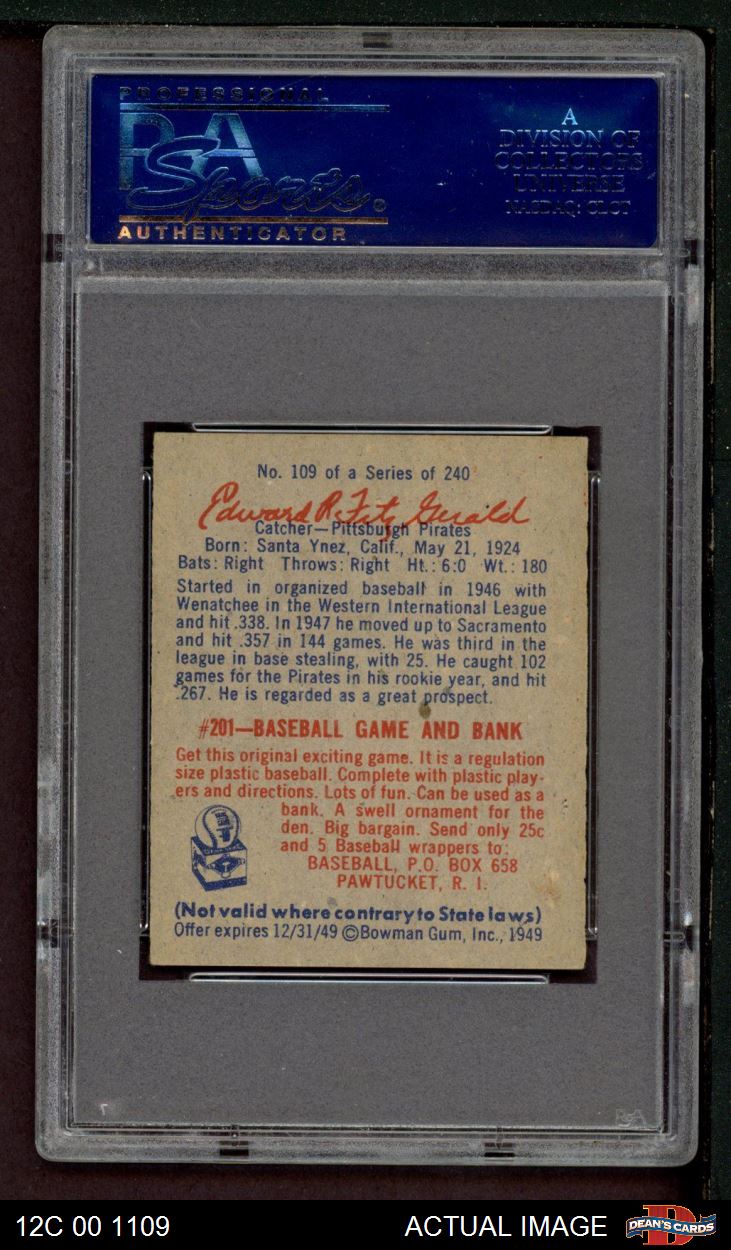 PROFESSIONAL
PSA
Sports
AUTHENTICATOR
A
DIVISION OF
COLLECTORS
UNIVERSE
NASDAQ: CLCT
No. 109 of a Series of 240
Edward R. Fitz Gerald
Catcher—Pittsburgh Pirates
Born: Santa Ynez, Calif., May 21, 1924
Bats: Right Throws: Right Ht.: 6:0 Wt.: 180
Started in organized baseball in 1946 with
Wenatchee in the Western International League
and hit .338. In 1947 he moved up to Sacramento
and hit .357 in 144 games. He was third in the
league in base stealing, with 25. He caught 102
games for the Pirates in his rookie year, and hit
.267. He is regarded as a great prospect.
#201—BASEBALL GAME AND BANK
Get this original exciting game. It is a regulation
size plastic baseball. Complete with plastic play-
ers and directions. Lots of fun. Can be used as a
bank. A swell ornament for the
den. Big bargain. Send only 25c
and 5 Baseball wrappers to:
BASEBALL, P.O. BOX 658
PAWTUCKET, R. I.
(Not valid where contrary to State laws)
Offer expires 12/31/49 ©Bowman Gum, Inc., 1949
PSA
12C 00 1109
ACTUAL IMAGE
DEAN'S CARDS